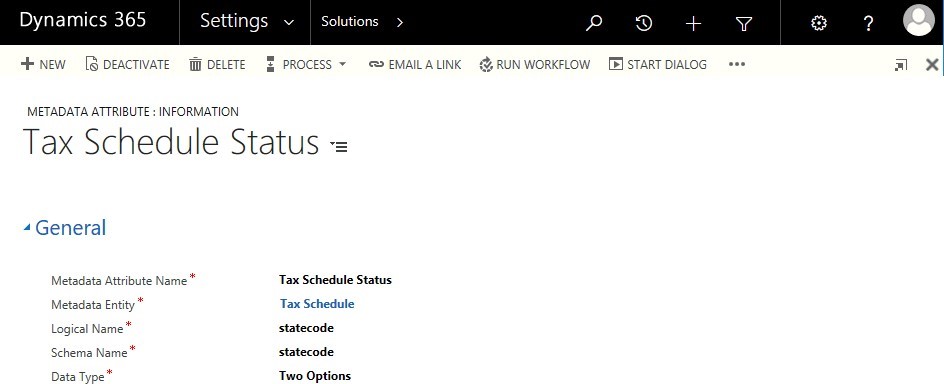 Dynamics 365 Settings Solutions
NEW DEACTIVATE DELETE PROCESS EMAIL A LINK RUN WORKFLOW START DIALOG
METADATA ATTRIBUTE : INFORMATION
Tax Schedule Status
General
Metadata Attribute Name* Tax Schedule Status
Metadata Entity* Tax Schedule
Logical Name* statecode
Schema Name* statecode
Data Type* Two Options